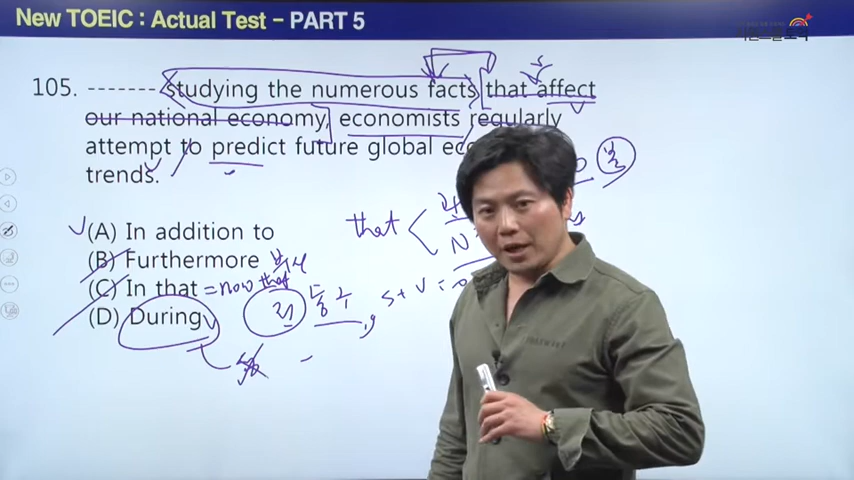 New TOEIC : Actual Test – PART 5
105. ------- studying the numerous facts that affect
our national economy, economists regularly
attempt to predict future global
trends.
(A) In addition to
that
(B) Furthermore
(C) In that = now that
(D) During
S + V